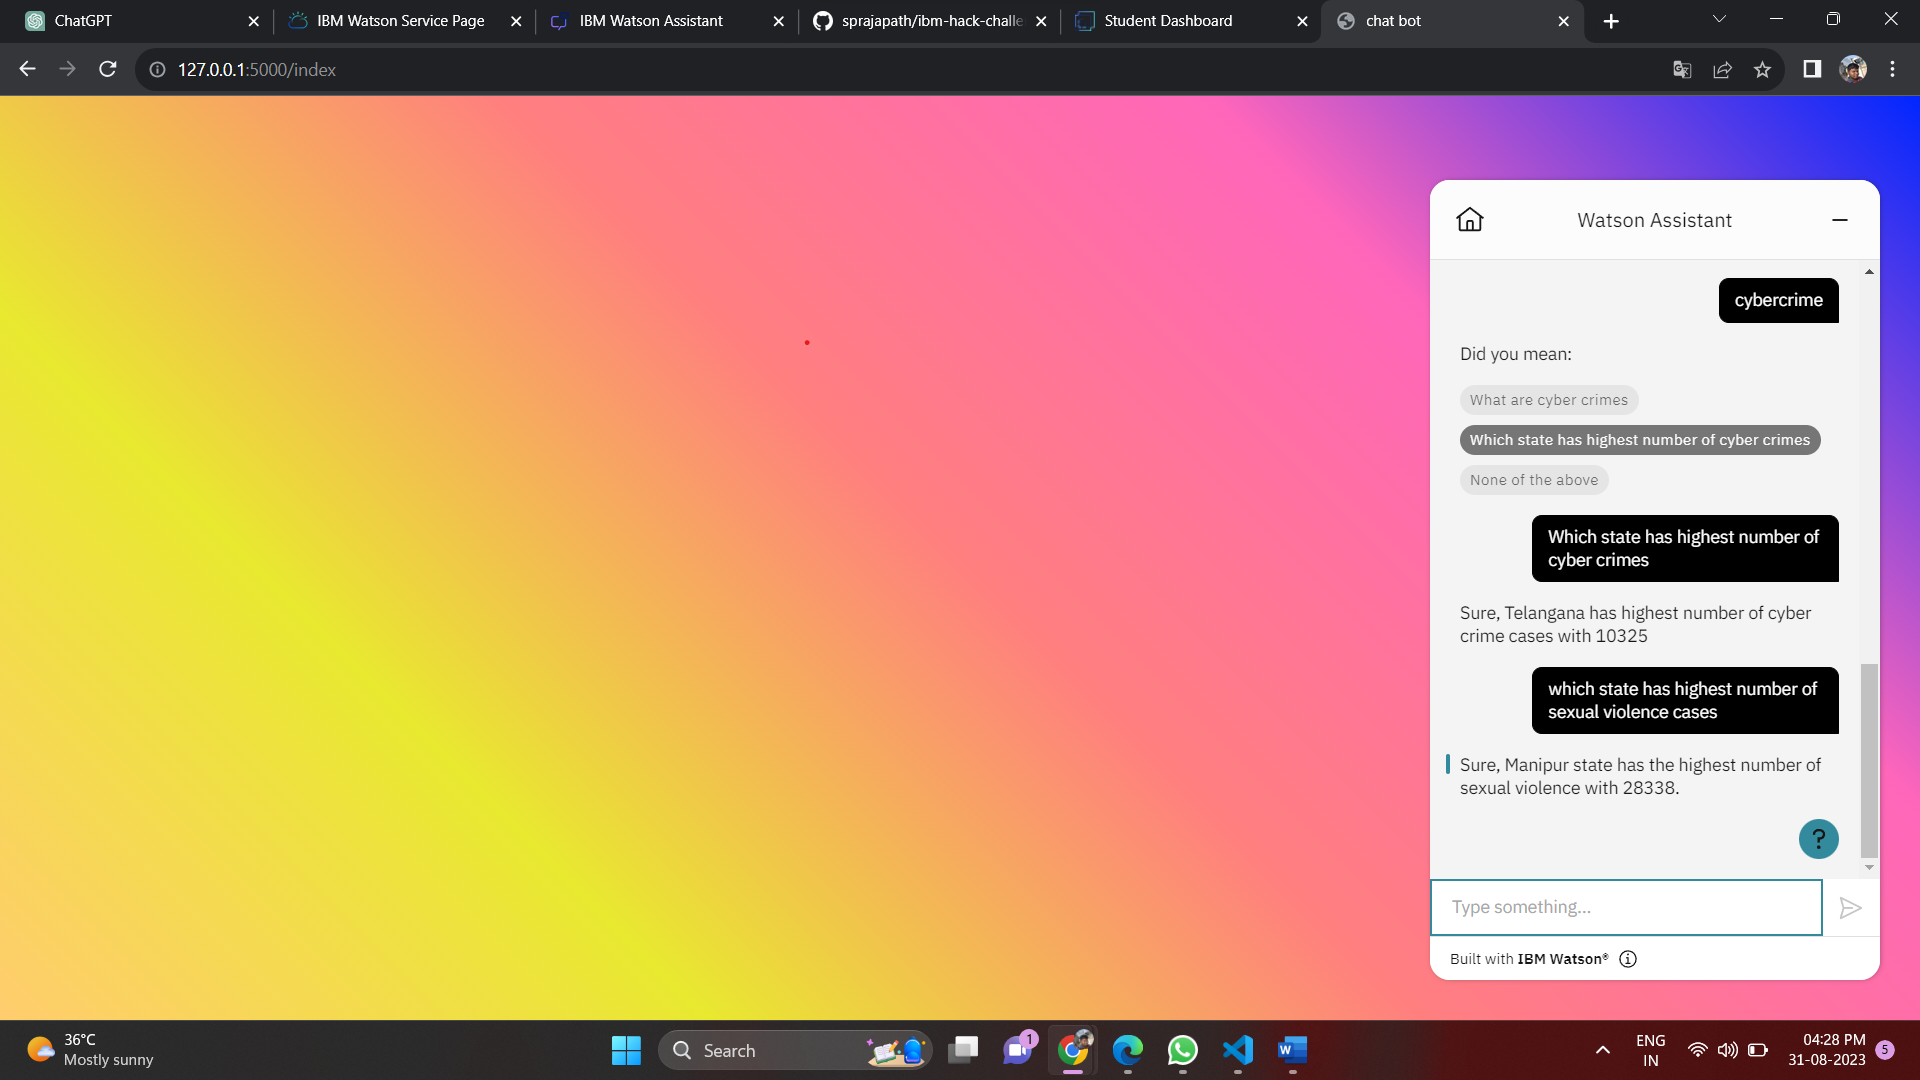 ChatGPT
IBM Watson Service Page
IBM Watson Assistant
sprajapath/ibm-hack-challe
Student Dashboard
chat bot
127.0.0.1:5000/index
Watson Assistant
cybercrime
Did you mean:
What are cyber crimes
Which state has highest number of cyber crimes
None of the above
Which state has highest number of
cyber crimes
Sure, Telangana has highest number of cyber
crime cases with 10325
which state has highest number of
sexual violence cases
Sure, Manipur state has the highest number of
sexual violence with 28338.
?
Type something...
Built with IBM Watson®
36°C
Mostly sunny
Search
1
ENG
IN
04:28 PM
31-08-2023
5